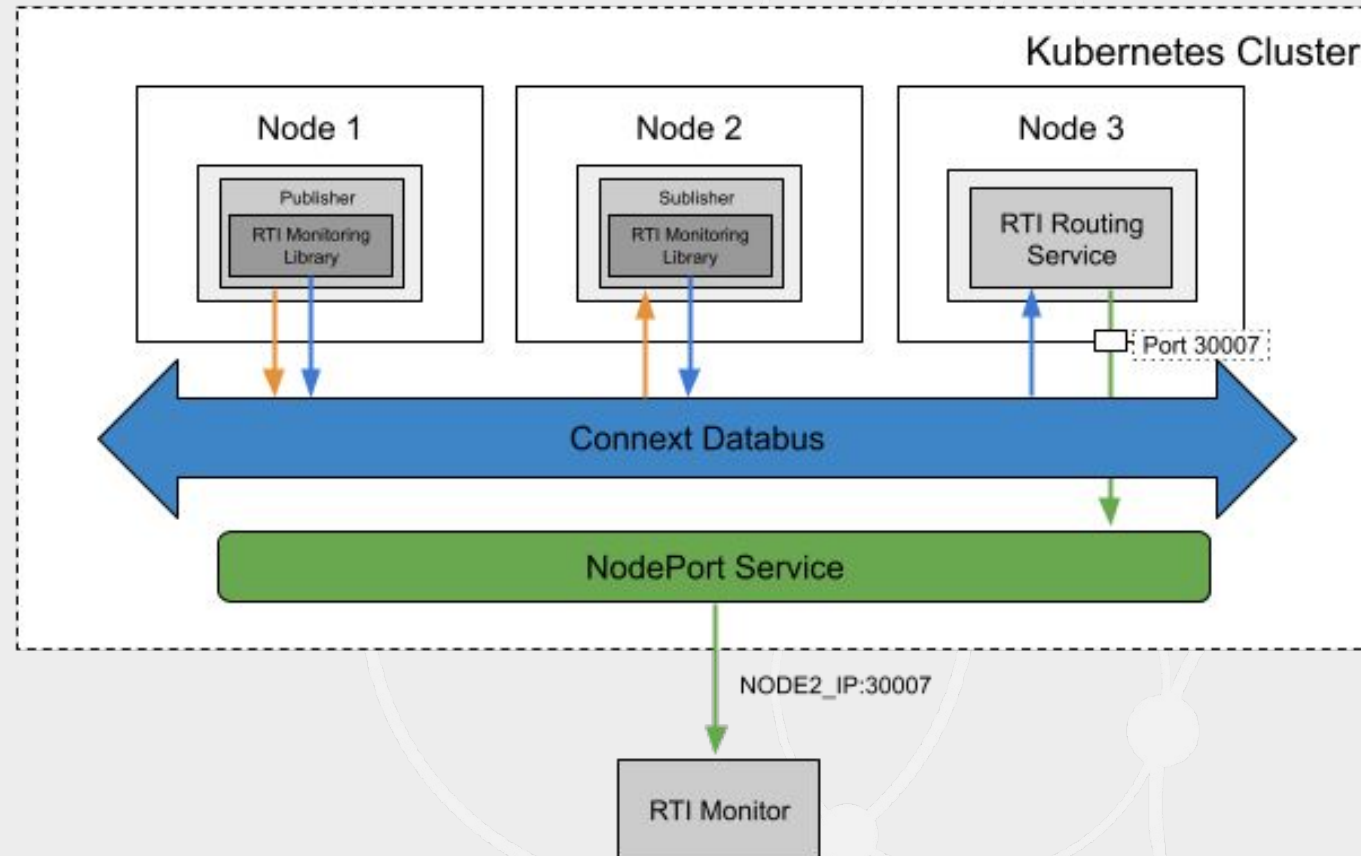 Kubernetes Cluster
Node 1
Node 2
Node 3
Publisher
RTI Monitoring
Library
Sublisher
RTI Monitoring
Library
RTI Routing
Service
Port 30007
Connext Databus
NodePort Service
NODE2_IP:30007
RTI Monitor